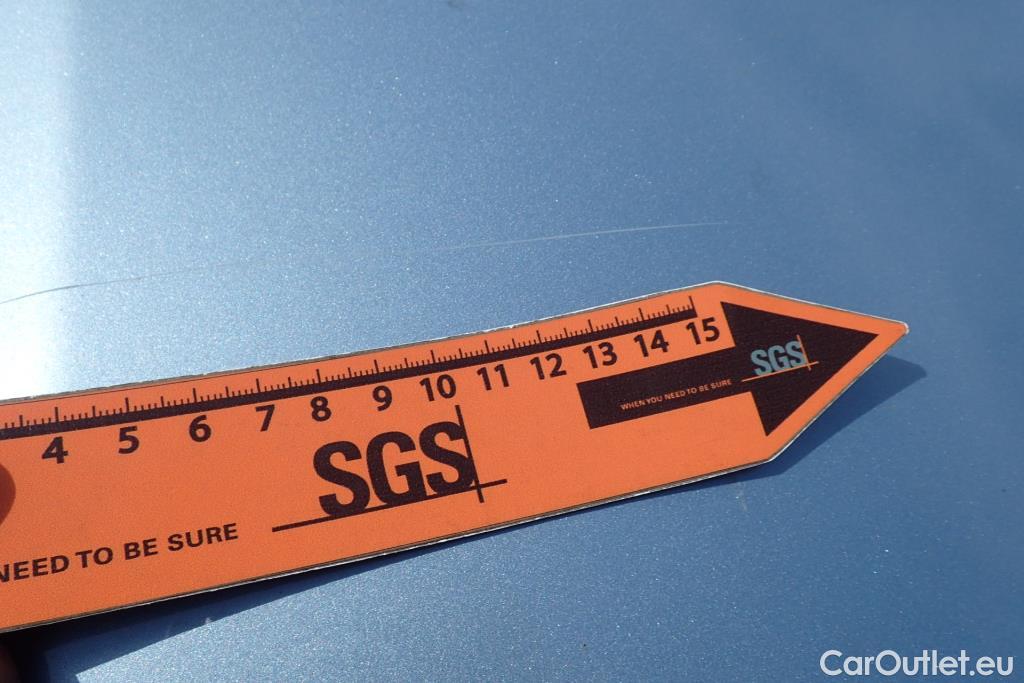 4 5 6 7 8 9 10 11 12 13 14 15
SGS
WHEN YOU NEED TO BE SURE
SGS
NEED TO BE SURE
CarOutlet.eu